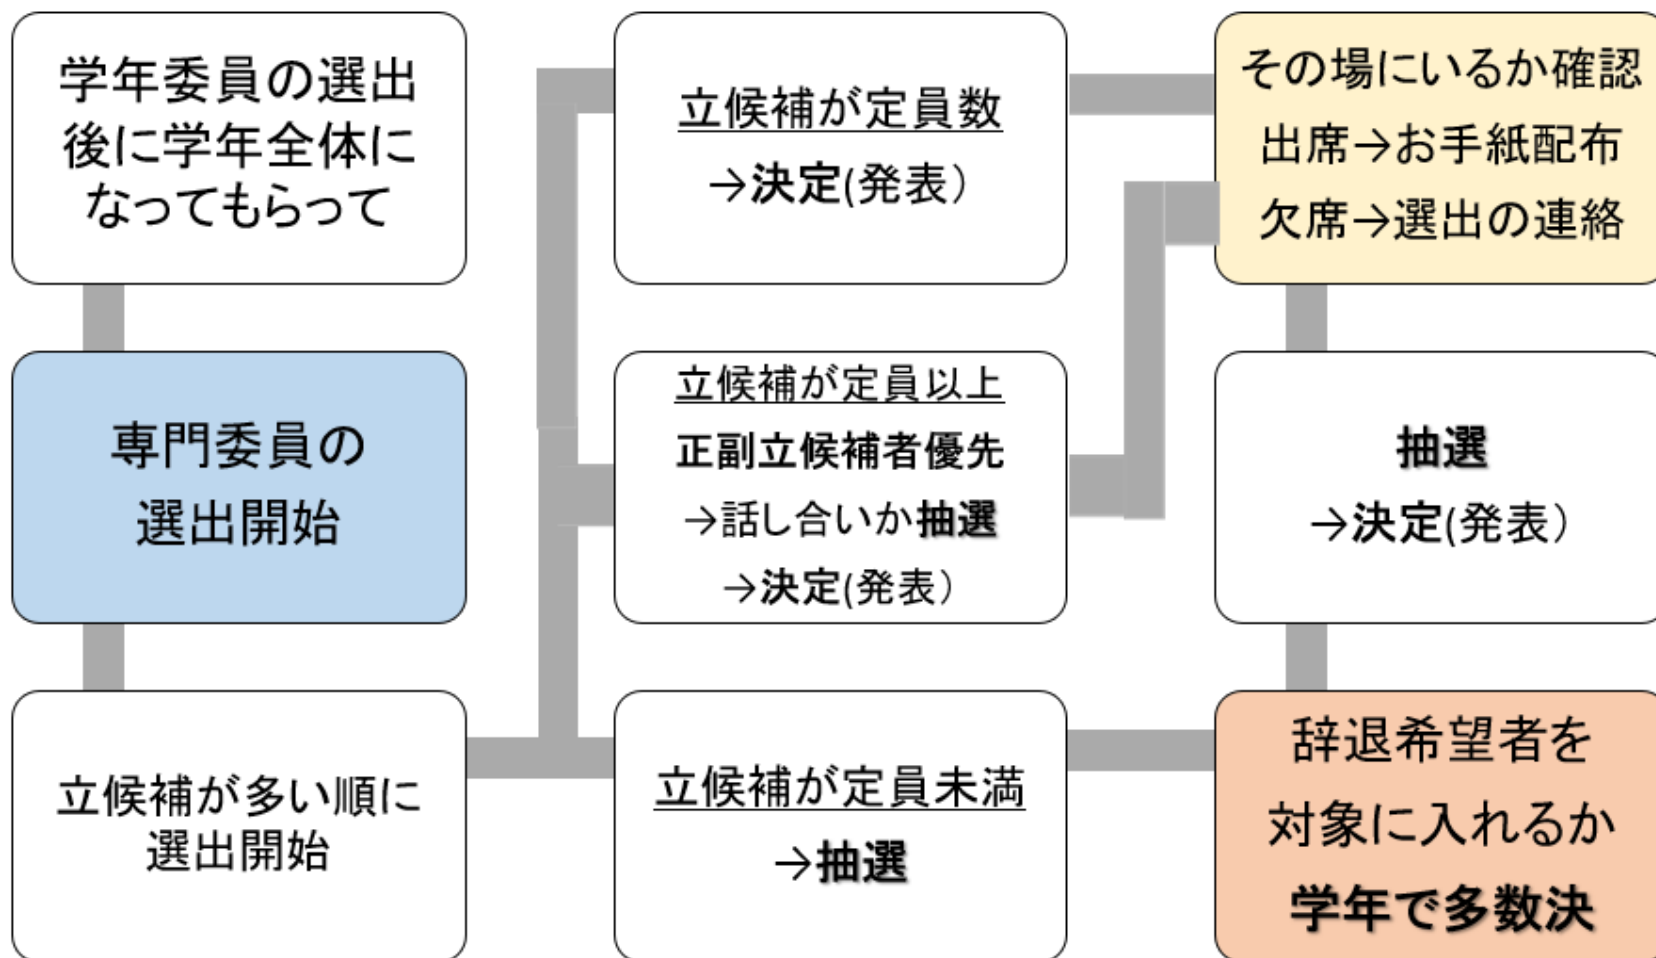 学年委員の選出
後に学年全体に
なってもらって
専門委員の
選出開始
立候補が多い順に
選出開始
立候補が定員数
→決定(発表）
立候補が定員以上
正副立候補者優先
→話し合いか抽選
→決定(発表）
立候補が定員未満
→抽選
その場にいるか確認
出席→お手紙配布
欠席→選出の連絡
抽選
→決定(発表）
辞退希望者を
対象に入れるか
学年で多数決